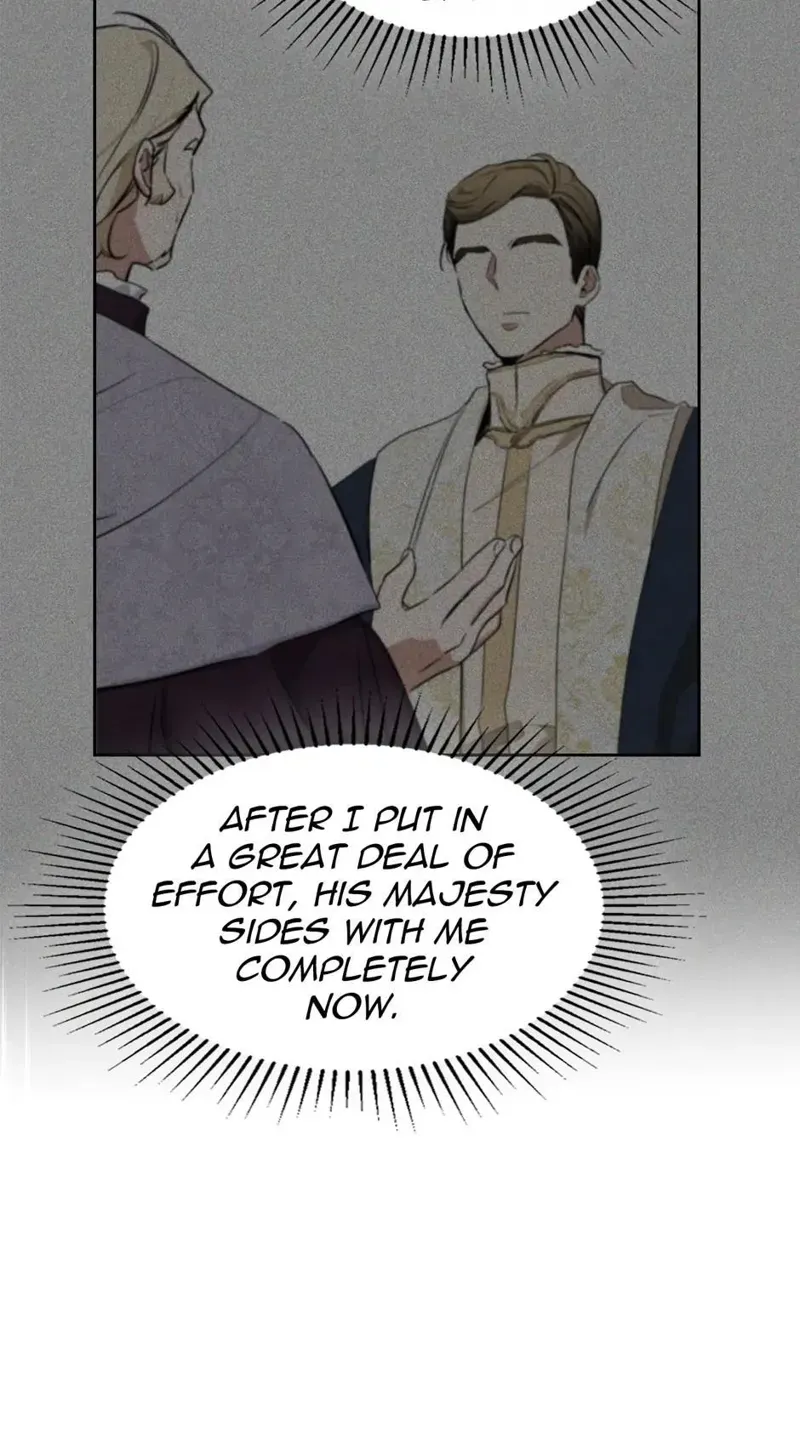 AFTER I PUT IN
A GREAT DEAL OF
EFFORT, HIS MAJESTY
SIDES WITH ME
COMPLETELY
NOW.